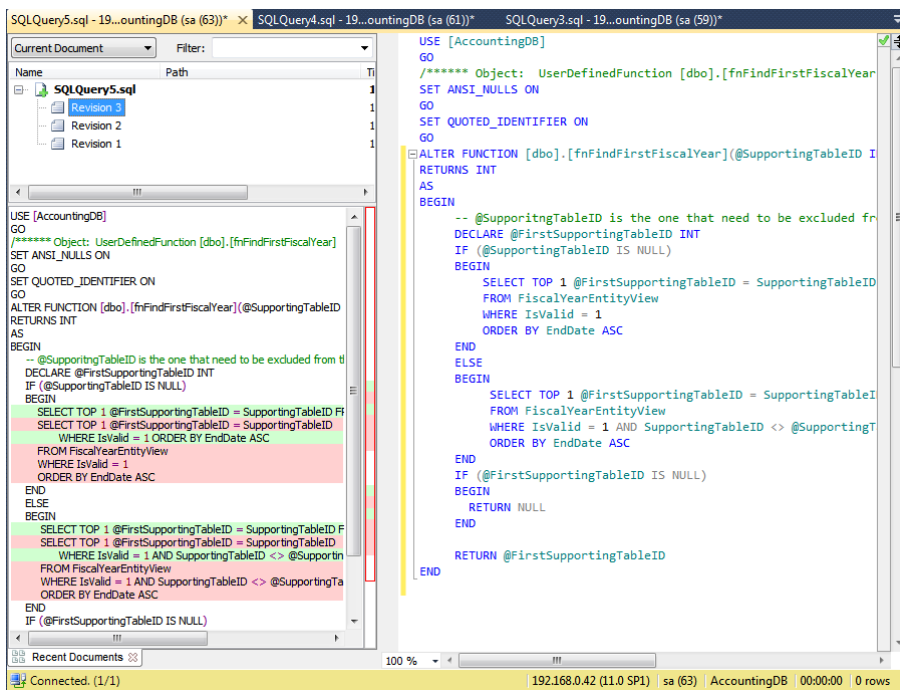 SQLQuery5.sql - 19...ountingDB (sa (63))* SQLQuery4.sql - 19...ountingDB (sa (61))* SQLQuery3.sql - 19...ountingDB (sa (59))*
Current Document Filter:
Name Path Ti
SQLQuery5.sql 1
Revision 3 1
Revision 2 1
Revision 1 1
USE [AccountingDB]
GO
/****** Object: UserDefinedFunction [dbo].[fnFindFirstFiscalYear]
SET ANSI_NULLS ON
GO
SET QUOTED_IDENTIFIER ON
GO
ALTER FUNCTION [dbo].[fnFindFirstFiscalYear](@SupportingTableID
RETURNS INT
AS
BEGIN
-- @SupporitngTableID is the one that need to be excluded from th
DECLARE @FirstSupportingTableID INT
IF (@SupportingTableID IS NULL)
BEGIN
SELECT TOP 1 @FirstSupportingTableID = SupportingTableID FR
SELECT TOP 1 @FirstSupportingTableID = SupportingTableID
WHERE IsValid = 1 ORDER BY EndDate ASC
FROM FiscalYearEntityView
WHERE IsValid = 1
ORDER BY EndDate ASC
END
ELSE
BEGIN
SELECT TOP 1 @FirstSupportingTableID = SupportingTableID F
SELECT TOP 1 @FirstSupportingTableID = SupportingTableID
WHERE IsValid = 1 AND SupportingTableID <> @Supportin
FROM FiscalYearEntityView
WHERE IsValid = 1 AND SupportingTableID <> @SupportingTa
ORDER BY EndDate ASC
END
IF (@FirstSupportingTableID IS NULL)
Recent Documents
USE [AccountingDB]
GO
/****** Object: UserDefinedFunction [dbo].[fnFindFirstFiscalYear
SET ANSI_NULLS ON
GO
SET QUOTED_IDENTIFIER ON
GO
ALTER FUNCTION [dbo].[fnFindFirstFiscalYear](@SupportingTableID I
RETURNS INT
AS
BEGIN
-- @SupporitngTableID is the one that need to be excluded fr
DECLARE @FirstSupportingTableID INT
IF (@SupportingTableID IS NULL)
BEGIN
SELECT TOP 1 @FirstSupportingTableID = SupportingTableID
FROM FiscalYearEntityView
WHERE IsValid = 1
ORDER BY EndDate ASC
END
ELSE
BEGIN
SELECT TOP 1 @FirstSupportingTableID = SupportingTableI
FROM FiscalYearEntityView
WHERE IsValid = 1 AND SupportingTableID <> @SupportingT
ORDER BY EndDate ASC
END
IF (@FirstSupportingTableID IS NULL)
BEGIN
RETURN NULL
END
RETURN @FirstSupportingTableID
END
100 %
Connected. (1/1) 192.168.0.42 (11.0 SP1) sa (63) AccountingDB 00:00:00 0 rows